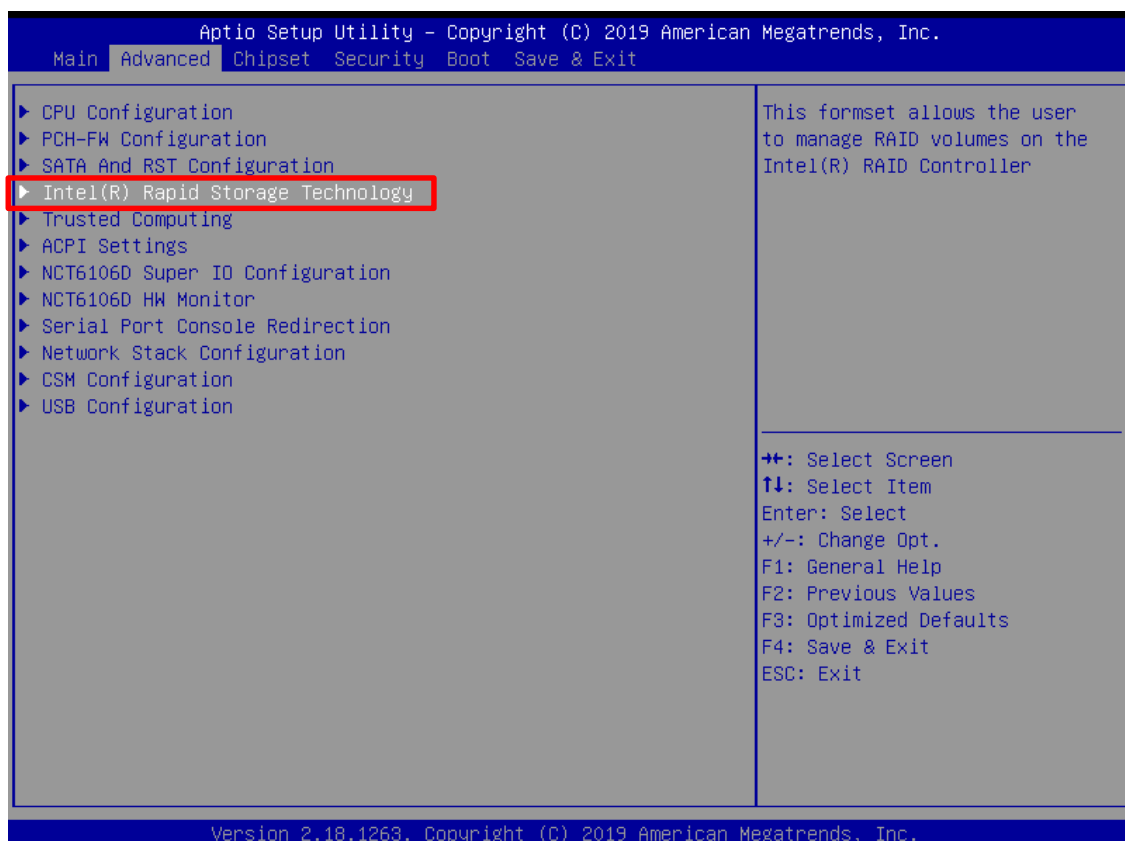 Aptio Setup Utility – Copyright (C) 2019 American Megatrends, Inc.
Main Advanced Chipset Security Boot Save & Exit
▶ CPU Configuration
▶ PCH-FW Configuration
▶ SATA And RST Configuration
▶ Intel(R) Rapid Storage Technology
▶ Trusted Computing
▶ ACPI Settings
▶ NCT6106D Super IO Configuration
▶ NCT6106D HW Monitor
▶ Serial Port Console Redirection
▶ Network Stack Configuration
▶ CSM Configuration
▶ USB Configuration
This formset allows the user
to manage RAID volumes on the
Intel(R) RAID Controller
→←: Select Screen
↑↓: Select Item
Enter: Select
+/-: Change Opt.
F1: General Help
F2: Previous Values
F3: Optimized Defaults
F4: Save & Exit
ESC: Exit
Version 2.18.1263. Copyright (C) 2019 American Megatrends, Inc.